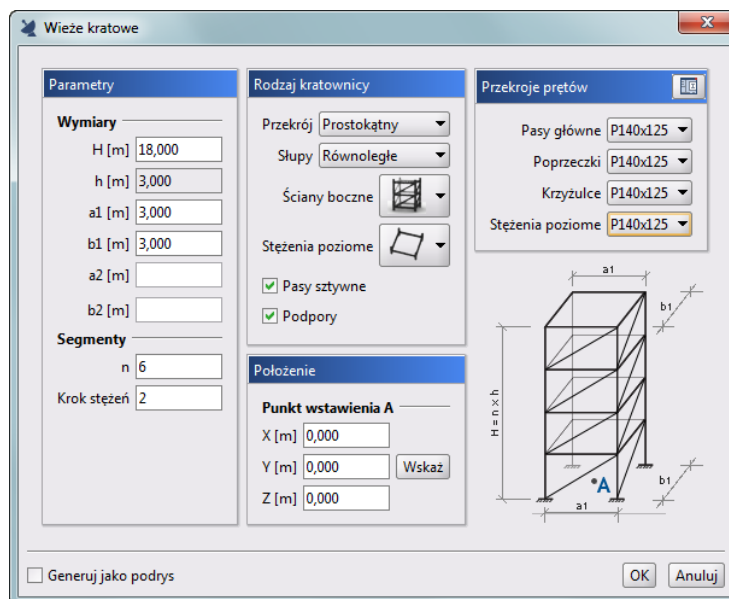 Wieże kratowe
Parametry
Wymiary
H [m] 18,000
h [m] 3,000
a1 [m] 3,000
b1 [m] 3,000
a2 [m]
b2 [m]
Segmenty
n 6
Krok stężeń 2
Rodzaj kratownicy
Przekrój Prostokątny
Słupy Równoległe
Ściany boczne
Stężenia poziome
Pasy sztywne
Podpory
Położenie
Punkt wstawienia A
X [m] 0,000
Y [m] 0,000 Wskaż
Z [m] 0,000
Przekroje prętów
Pasy główne P140x125
Poprzeczki P140x125
Krzyżulce P140x125
Stężenia poziome P140x125
a1
b1
H = n x h
A
b1
a1
Generuj jako podrys
OK Anuluj